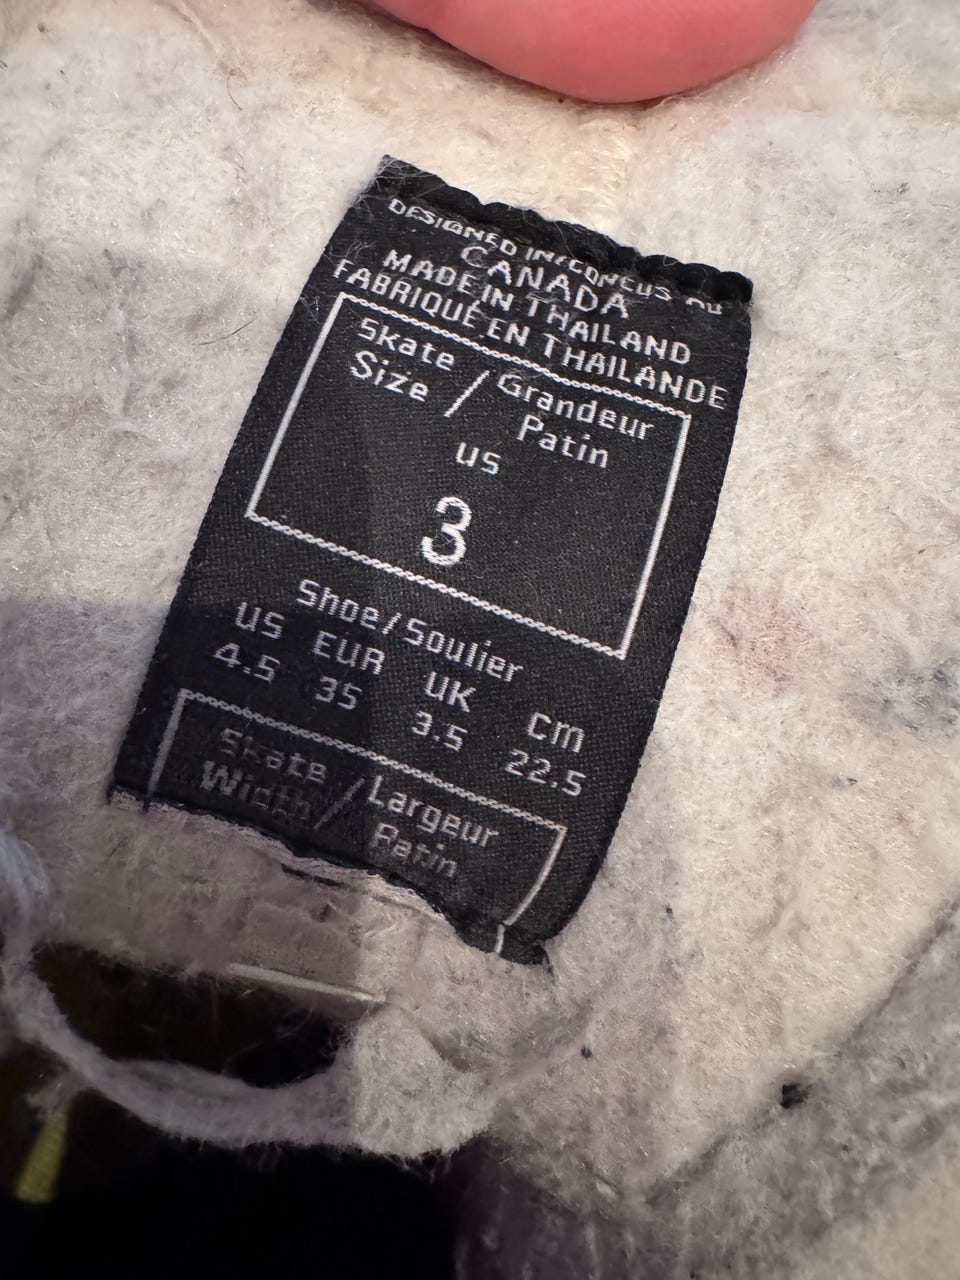 DESIGNED IN/CONCUS AU
CANADA
MADE IN THAILAND
FABRIQUÉ EN THAILANDE
Skate Size / Grandeur Patin
US
3
Shoe/Soulier
US EUR UK Cm
4.5 35 3.5 22.5
Skate Width / Largeur Patin